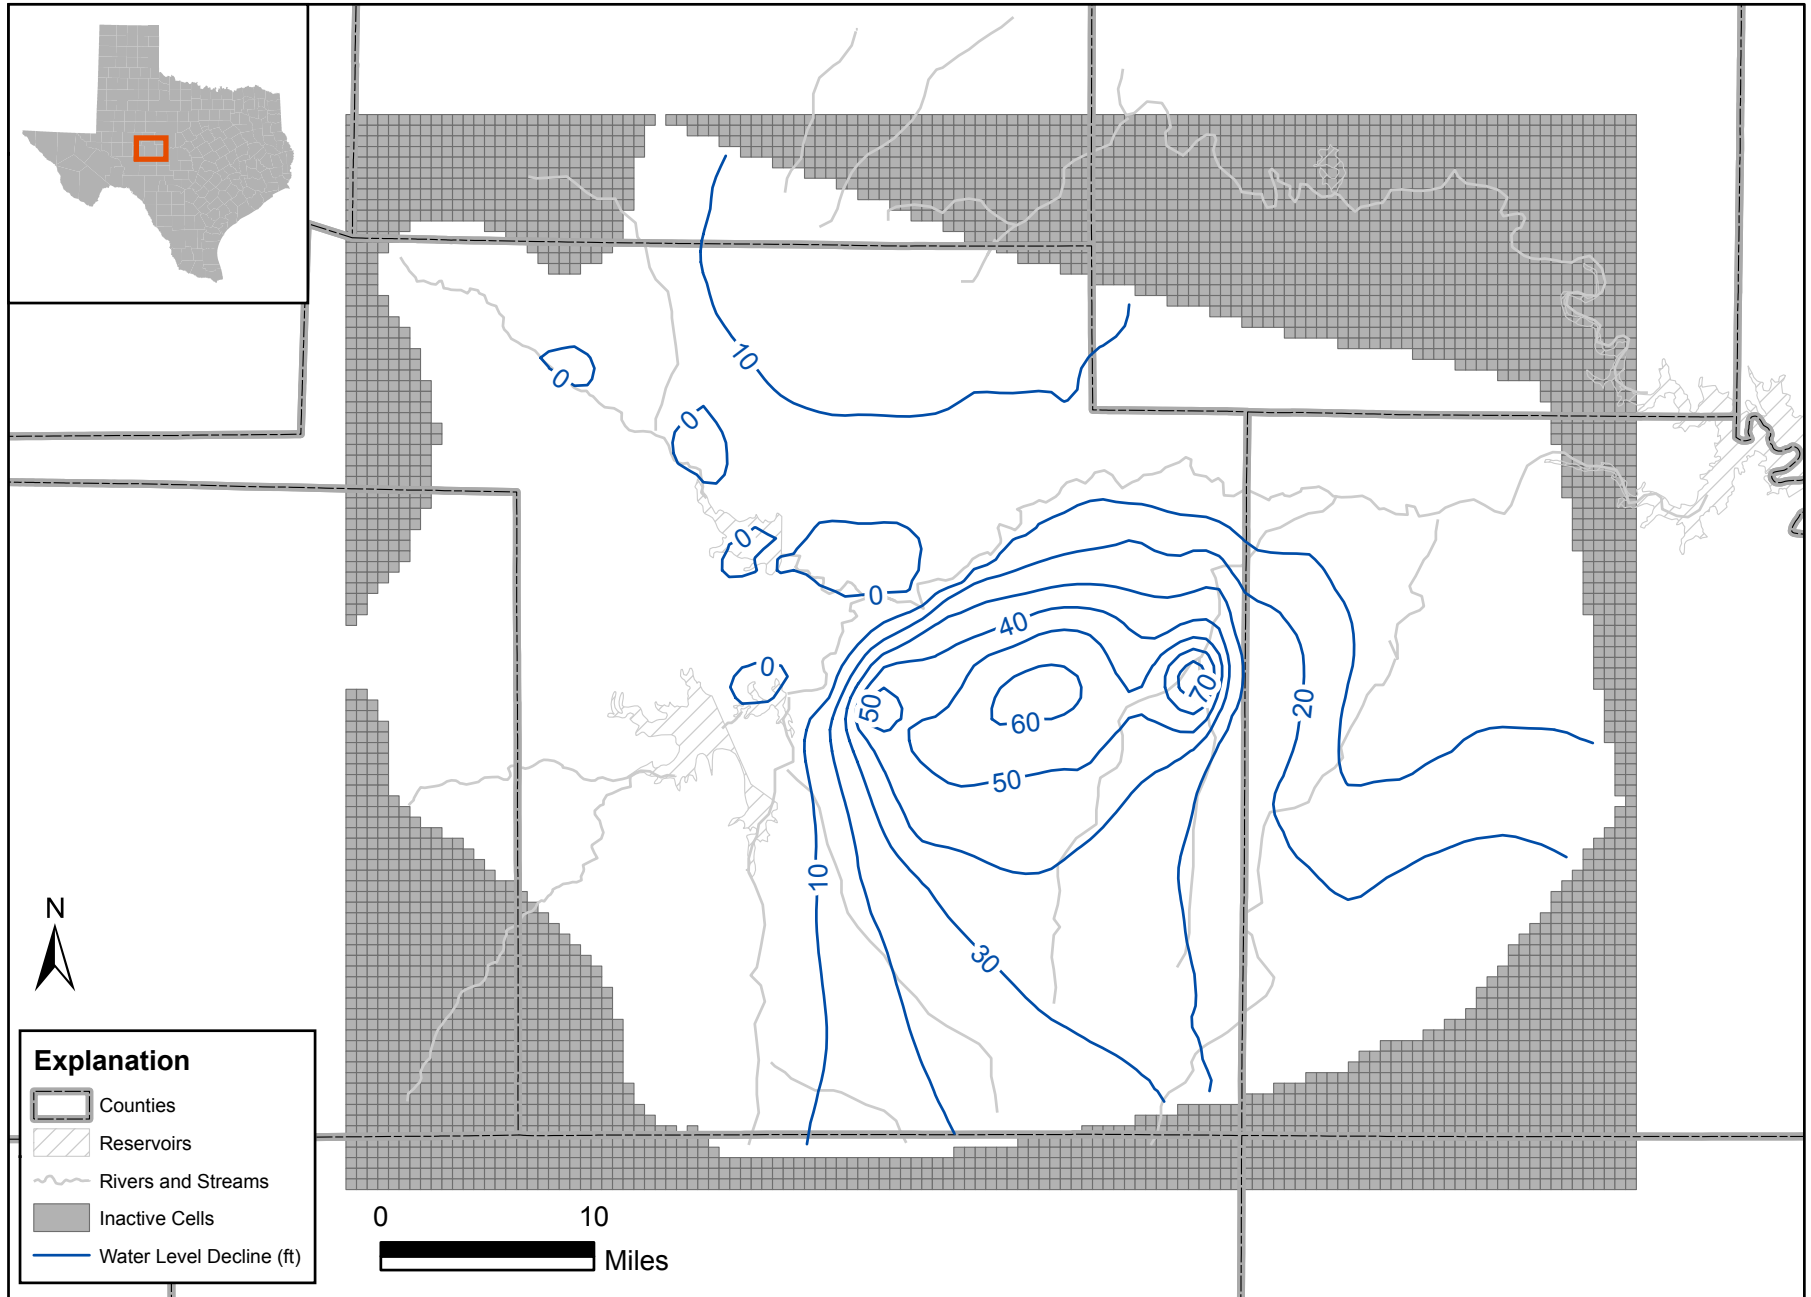 10
0
0
0
0
40
0
70
50
20
60
50
10
30
N
Explanation
Counties
Reservoirs
Rivers and Streams
Inactive Cells
Water Level Decline (ft)
0 10
Miles